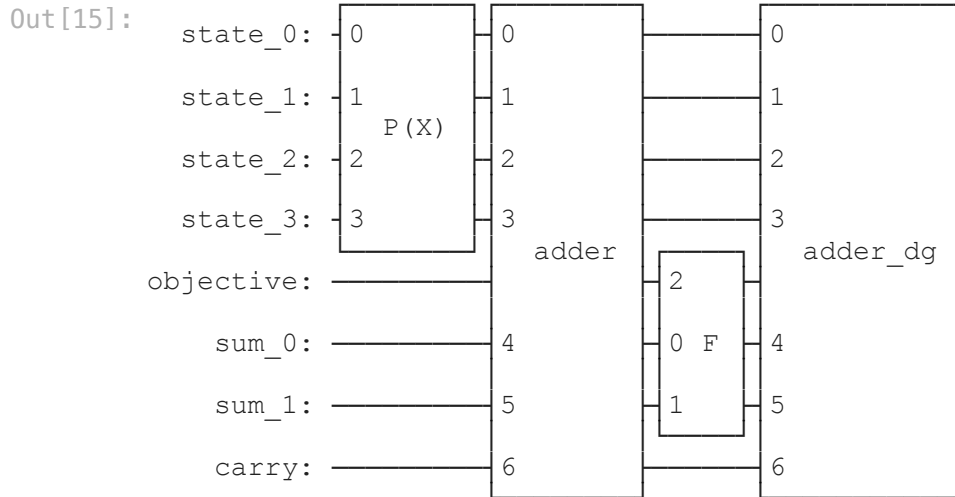 Out[15]:
state_0: 0 0 0
state_1: 1 1 1
P(X)
state_2: 2 2 2
state_3: 3 3 3
adder adder_dg
objective: 2
sum_0: 4 0 F 4
sum_1: 5 1 5
carry: 6 6